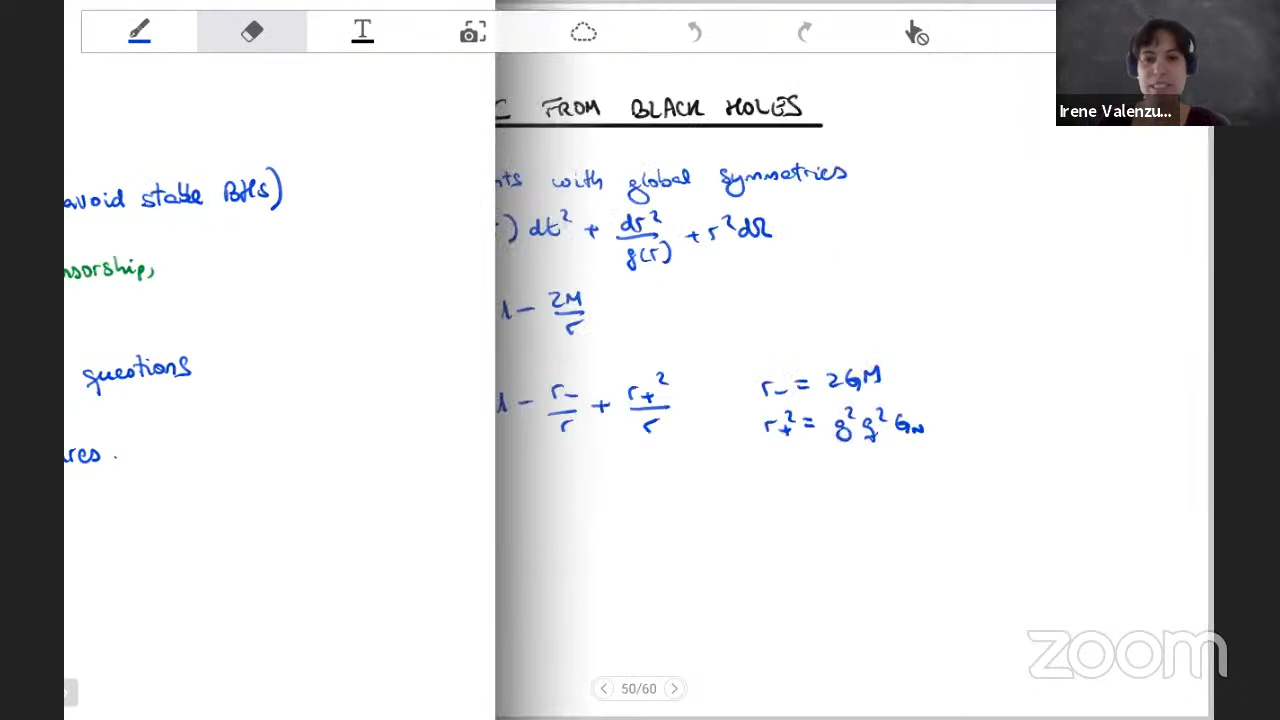 T
Irene Valenzu...
C FROM BLACK HOLES
avoid stable BHs)
nts with global symmetries
) dt² + dr²/g(r) + r²dΩ
nsorship,
1 - 2M/r
questions
1 - r₋/r + r₊²/r
r₋ = 2GM
r₊² = g²q²G_N
res.
50/60
zoom